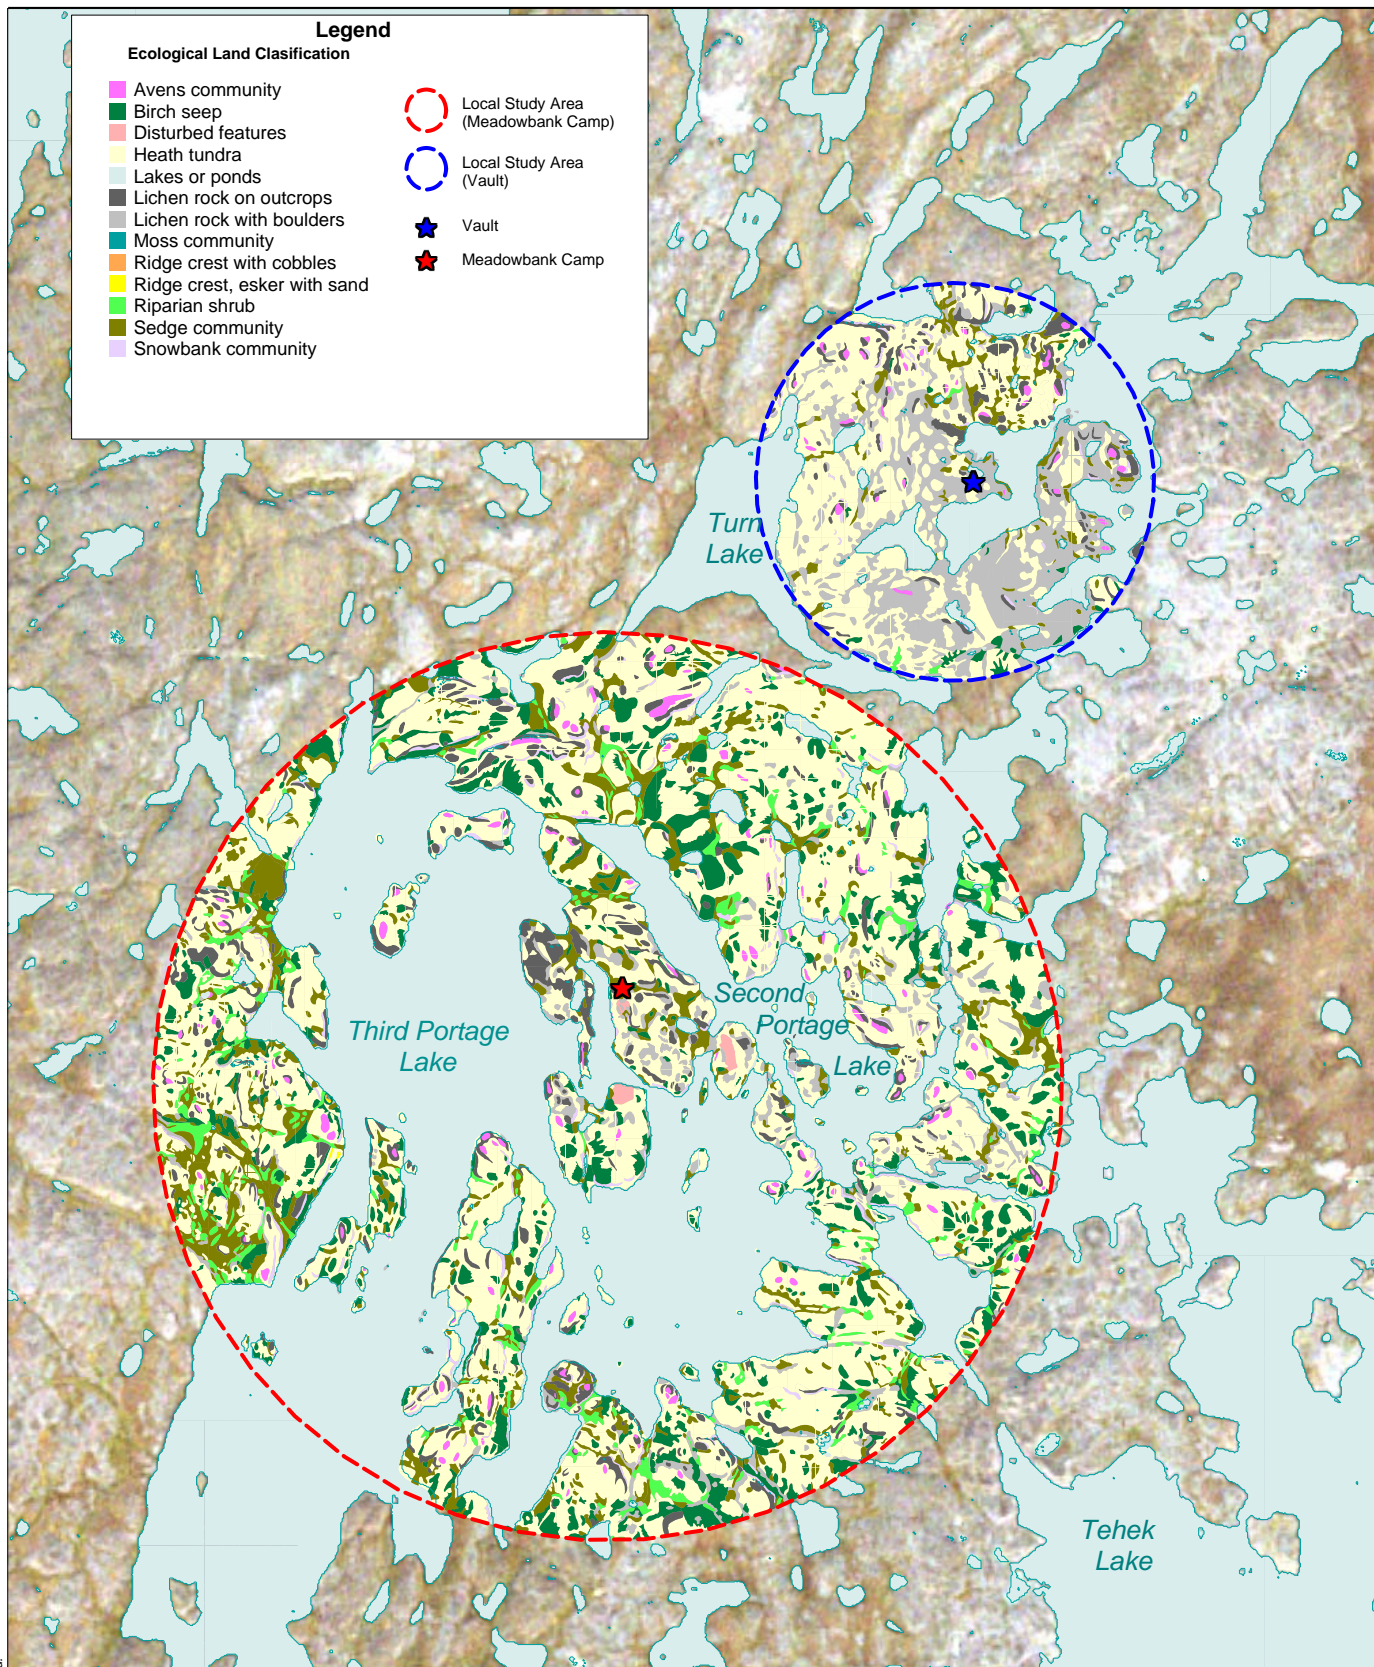 Legend
Ecological Land Clasification
Avens community
Birch seep
Disturbed features
Heath tundra
Lakes or ponds
Lichen rock on outcrops
Lichen rock with boulders
Moss community
Ridge crest with cobbles
Ridge crest, esker with sand
Riparian shrub
Sedge community
Snowbank community
Local Study Area
(Meadowbank Camp)
Local Study Area
(Vault)
Vault
Meadowbank Camp
Turn
Lake
Second
Portage
Lake
Third Portage
Lake
Tehek
Lake